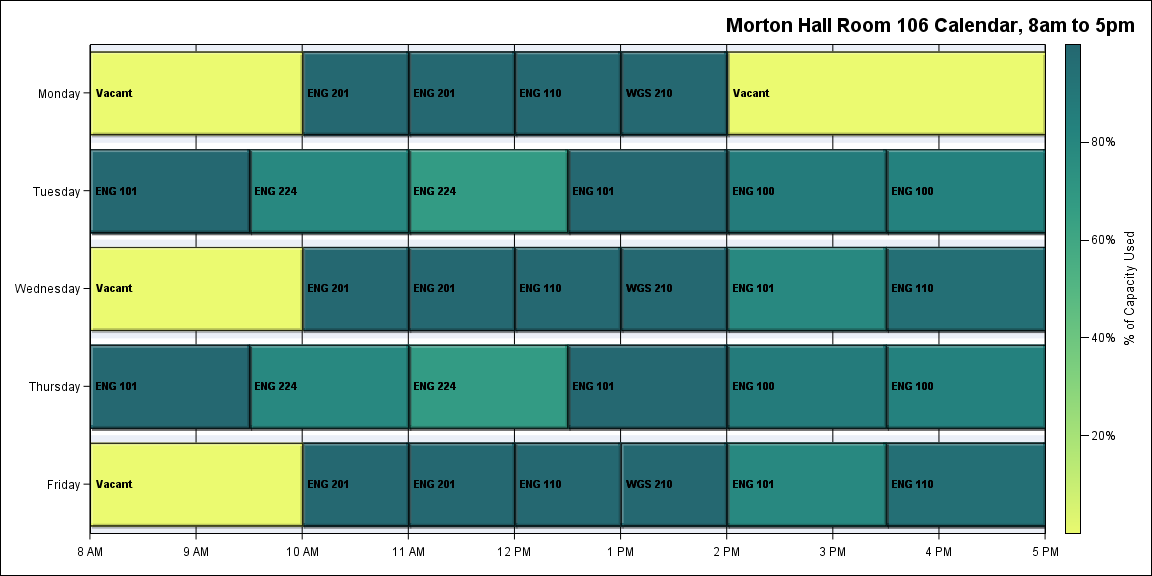 Morton Hall Room 106 Calendar, 8am to 5pm
Monday
Vacant
ENG 201
ENG 201
ENG 110
WGS 210
Vacant
Tuesday
ENG 101
ENG 224
ENG 224
ENG 101
ENG 100
ENG 100
Wednesday
Vacant
ENG 201
ENG 201
ENG 110
WGS 210
ENG 101
ENG 110
Thursday
ENG 101
ENG 224
ENG 224
ENG 101
ENG 100
ENG 100
Friday
Vacant
ENG 201
ENG 201
ENG 110
WGS 210
ENG 101
ENG 110
8 AM
9 AM
10 AM
11 AM
12 PM
1 PM
2 PM
3 PM
4 PM
5 PM
80%
60%
40%
20%
% of Capacity Used